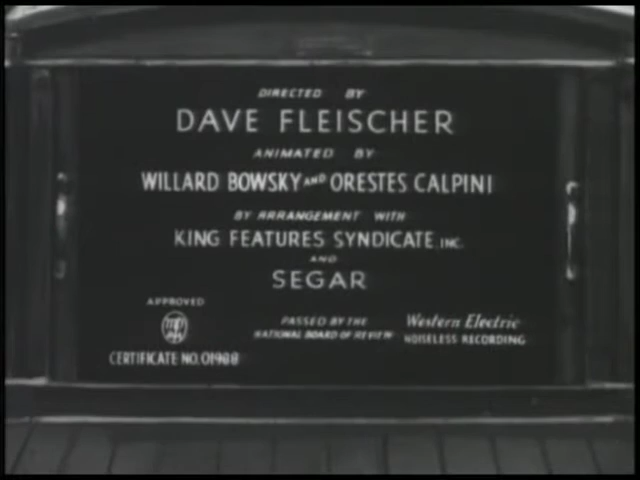 DIRECTED BY
DAVE FLEISCHER
ANIMATED BY
WILLARD BOWSKY AND ORESTES CALPINI
BY ARRANGEMENT WITH
KING FEATURES SYNDICATE, INC.
AND
SEGAR
APPROVED
PASSED BY THE
NATIONAL BOARD OF REVIEW
Western Electric
NOISELESS RECORDING
CERTIFICATE NO. 01988